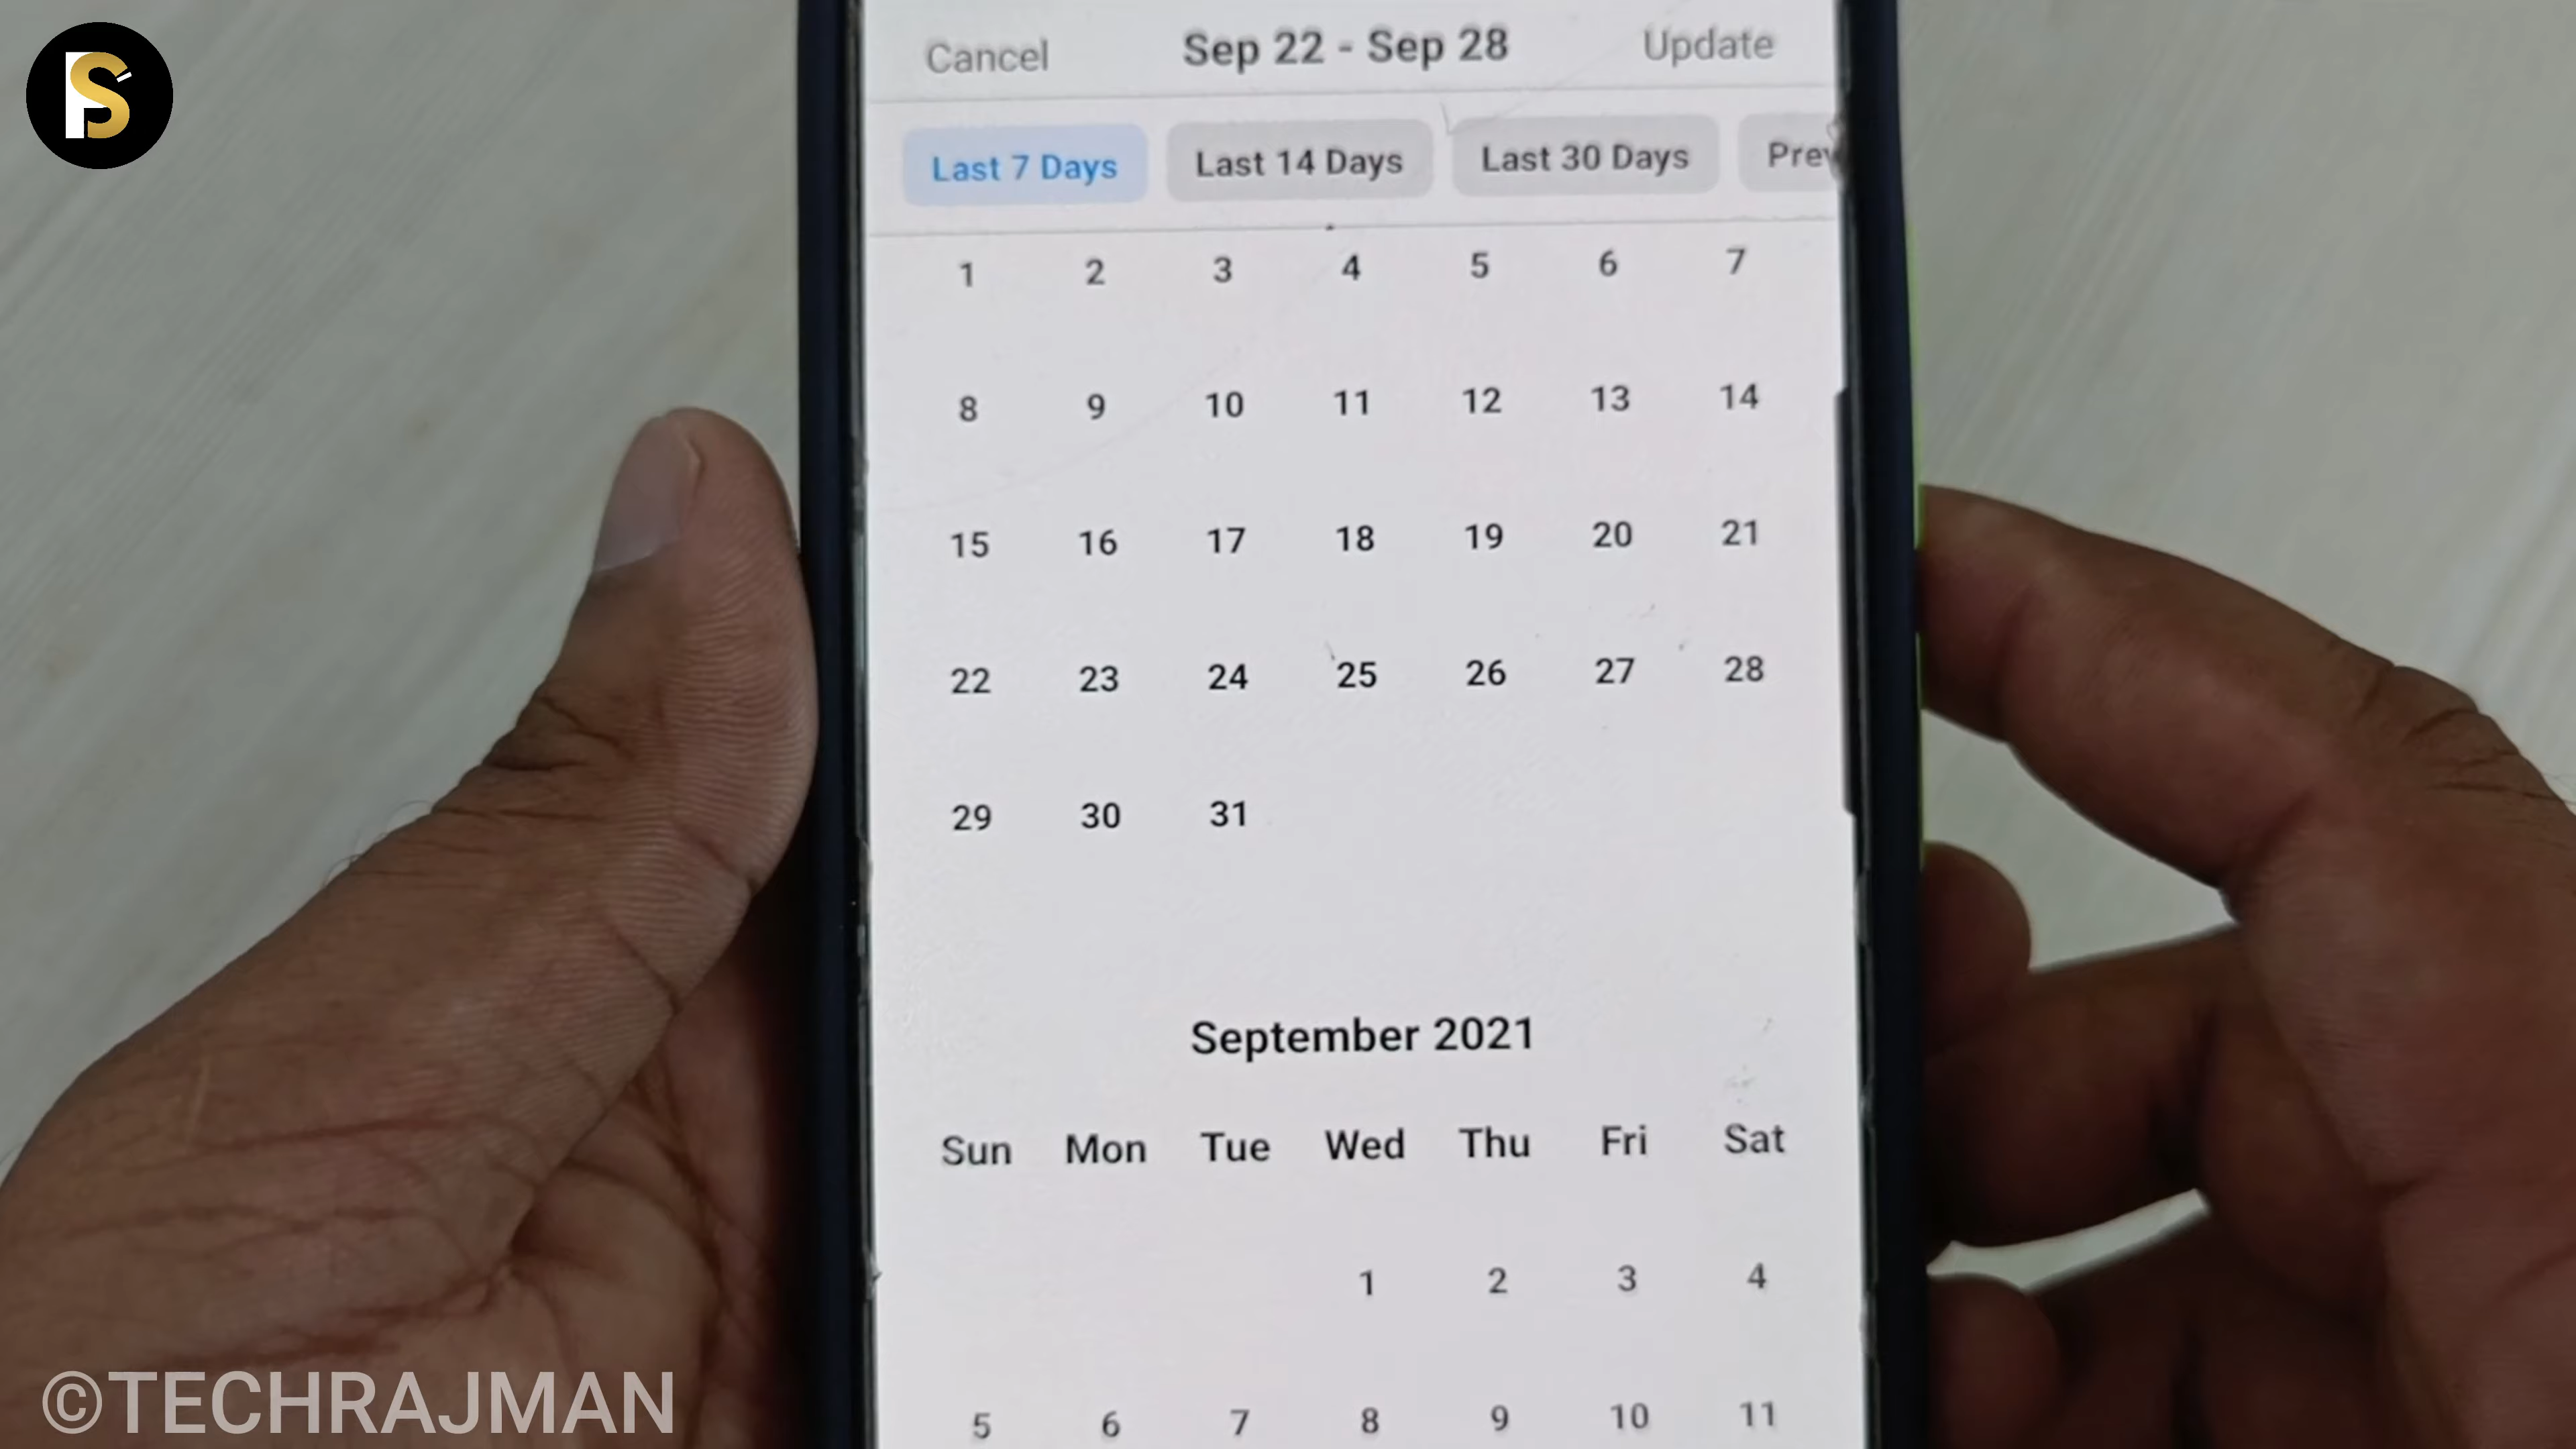 PS
Cancel Sep 22 - Sep 28 Update
Last 7 Days Last 14 Days Last 30 Days Prev
1 2 3 4 5 6 7
8 9 10 11 12 13 14
15 16 17 18 19 20 21
22 23 24 25 26 27 28
29 30 31
September 2021
Sun Mon Tue Wed Thu Fri Sat
1 2 3 4
5 6 7 8 9 10 11
©TECHRAJMAN